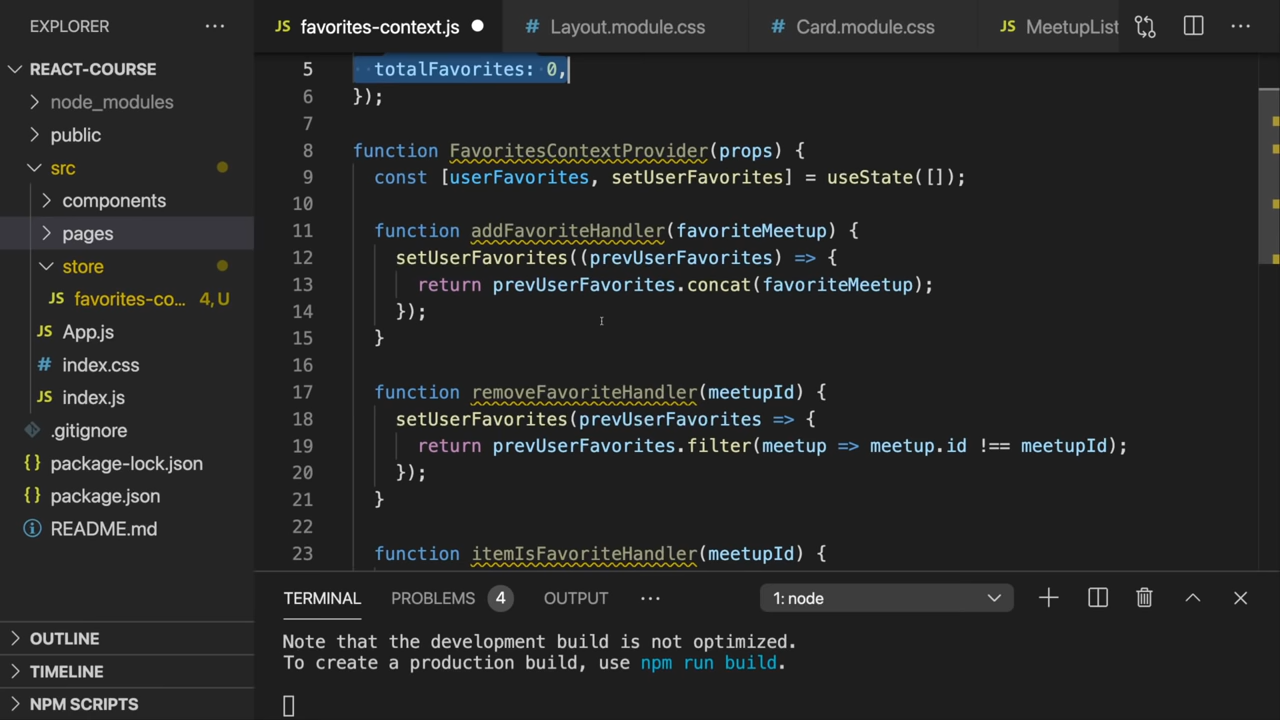 EXPLORER ···
REACT-COURSE
node_modules
public
src
components
pages
store
JS favorites-co... 4, U
JS App.js
# index.css
JS index.js
.gitignore
{} package-lock.json
{} package.json
README.md
OUTLINE
TIMELINE
NPM SCRIPTS
JS favorites-context.js ● # Layout.module.css # Card.module.css JS MeetupList ···
5 totalFavorites: 0,
6 });
7
8 function FavoritesContextProvider(props) {
9 const [userFavorites, setUserFavorites] = useState([]);
10
11 function addFavoriteHandler(favoriteMeetup) {
12 setUserFavorites((prevUserFavorites) => {
13 return prevUserFavorites.concat(favoriteMeetup);
14 });
15 }
16
17 function removeFavoriteHandler(meetupId) {
18 setUserFavorites(prevUserFavorites => {
19 return prevUserFavorites.filter(meetup => meetup.id !== meetupId);
20 });
21 }
22
23 function itemIsFavoriteHandler(meetupId) {
TERMINAL PROBLEMS 4 OUTPUT ··· 1: node
Note that the development build is not optimized.
To create a production build, use npm run build.